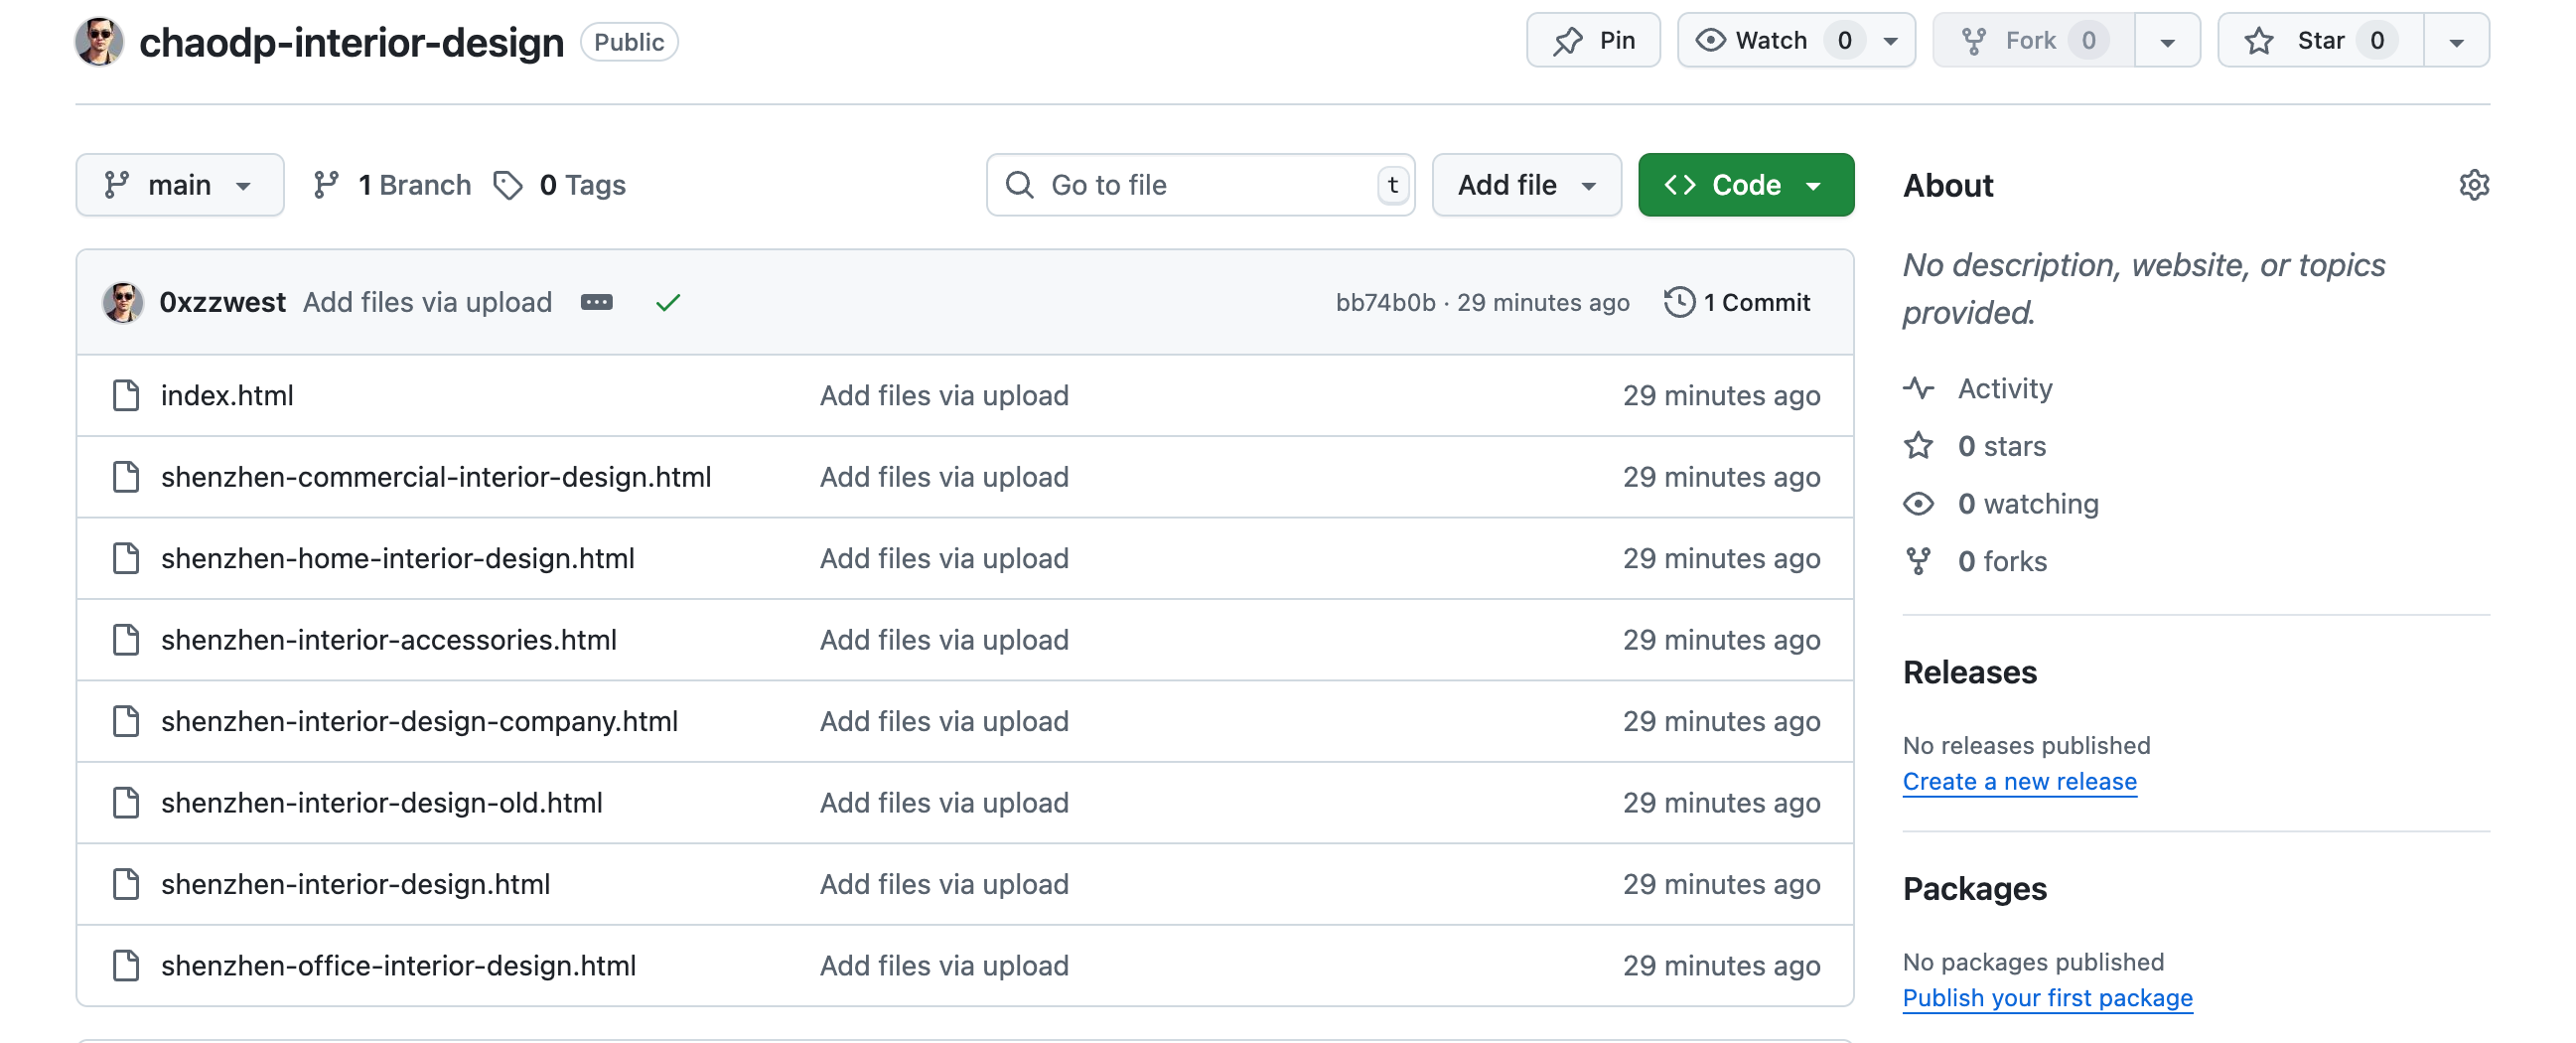 chaodp-interior-design Public Pin Watch 0 Fork 0 Star 0
main 1 Branch 0 Tags Go to file t Add file Code
0xzzwest Add files via upload bb74b0b · 29 minutes ago 1 Commit
index.html Add files via upload 29 minutes ago
shenzhen-commercial-interior-design.html Add files via upload 29 minutes ago
shenzhen-home-interior-design.html Add files via upload 29 minutes ago
shenzhen-interior-accessories.html Add files via upload 29 minutes ago
shenzhen-interior-design-company.html Add files via upload 29 minutes ago
shenzhen-interior-design-old.html Add files via upload 29 minutes ago
shenzhen-interior-design.html Add files via upload 29 minutes ago
shenzhen-office-interior-design.html Add files via upload 29 minutes ago
About
No description, website, or topics
provided.
Activity
0 stars
0 watching
0 forks
Releases
No releases published
Create a new release
Packages
No packages published
Publish your first package